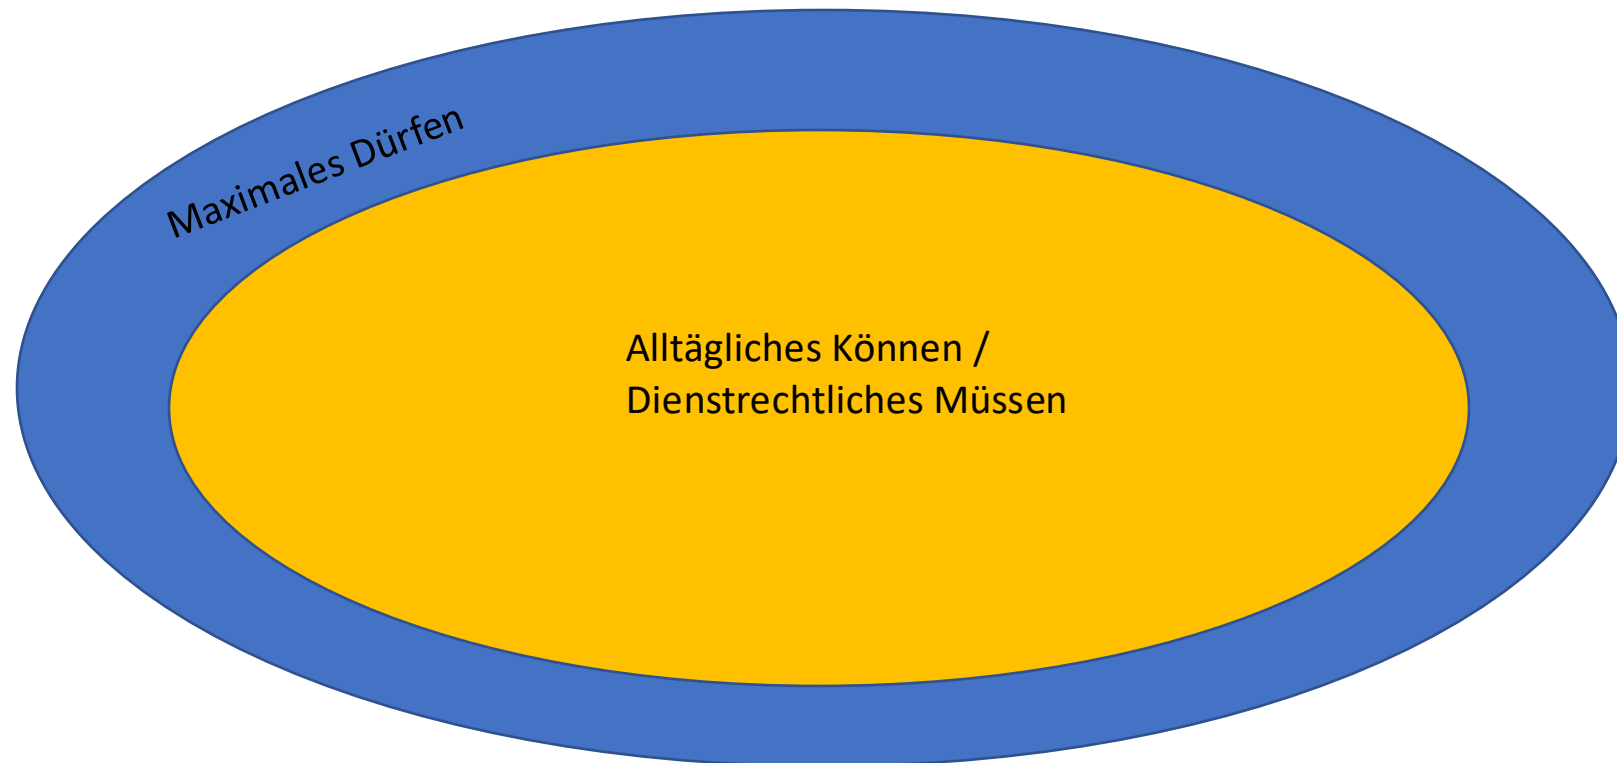 Maximales Dürfen
Alltägliches Können /
Dienstrechtliches Müssen